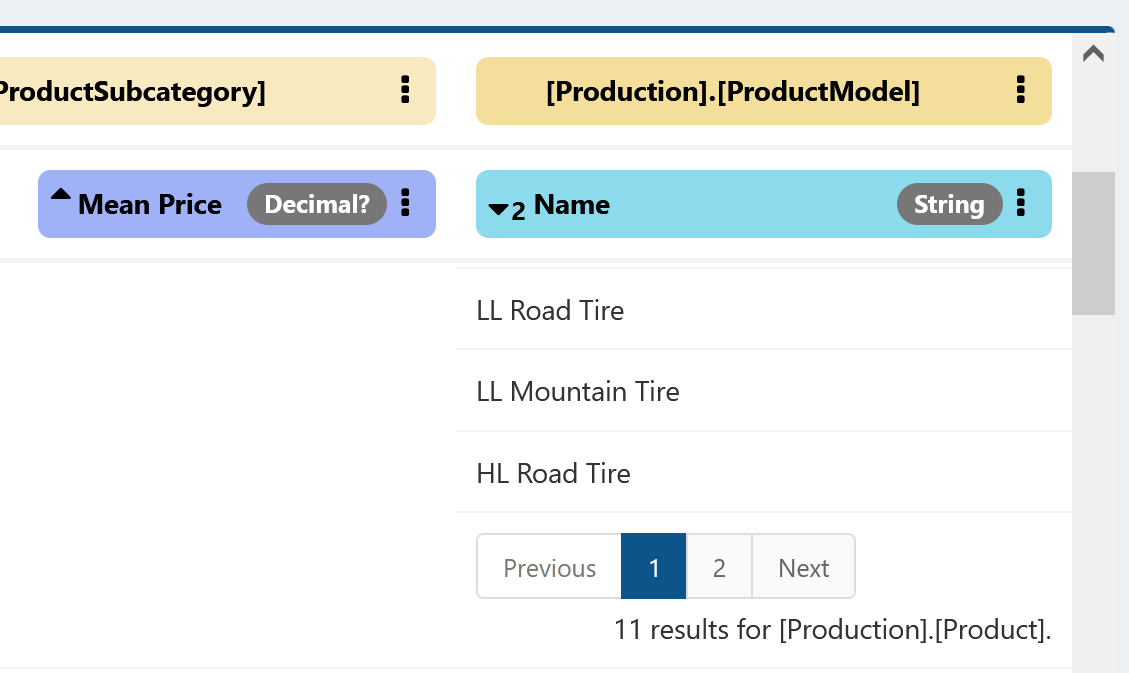 ProductSubcategory] [Production].[ProductModel]
Mean Price Decimal? 2 Name String
LL Road Tire
LL Mountain Tire
HL Road Tire
Previous 1 2 Next
11 results for [Production].[Product].